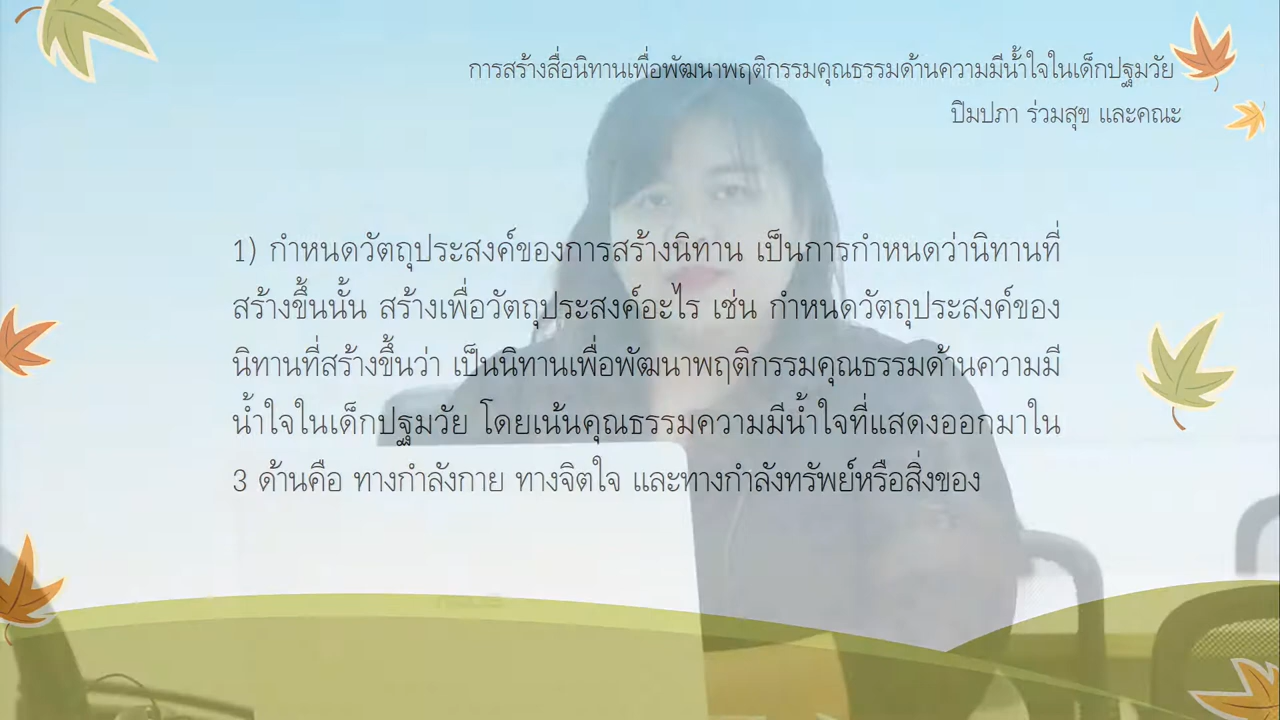 การสร้างสื่อนิทานเพื่อพัฒนาพฤติกรรมคุณธรรมด้านความมีน้ำใจในเด็กปฐมวัย
ปิมปภา ร่วมสุข และคณะ
1) กำหนดวัตถุประสงค์ของการสร้างนิทาน เป็นการกำหนดว่านิทานที่
สร้างขึ้นนั้น สร้างเพื่อวัตถุประสงค์อะไร เช่น กำหนดวัตถุประสงค์ของ
นิทานที่สร้างขึ้นว่า เป็นนิทานเพื่อพัฒนาพฤติกรรมคุณธรรมด้านความมี
น้ำใจในเด็กปฐมวัย โดยเน้นคุณธรรมความมีน้ำใจที่แสดงออกมาใน
3 ด้านคือ ทางกำลังกาย ทางจิตใจ และทางกำลังทรัพย์หรือสิ่งของ